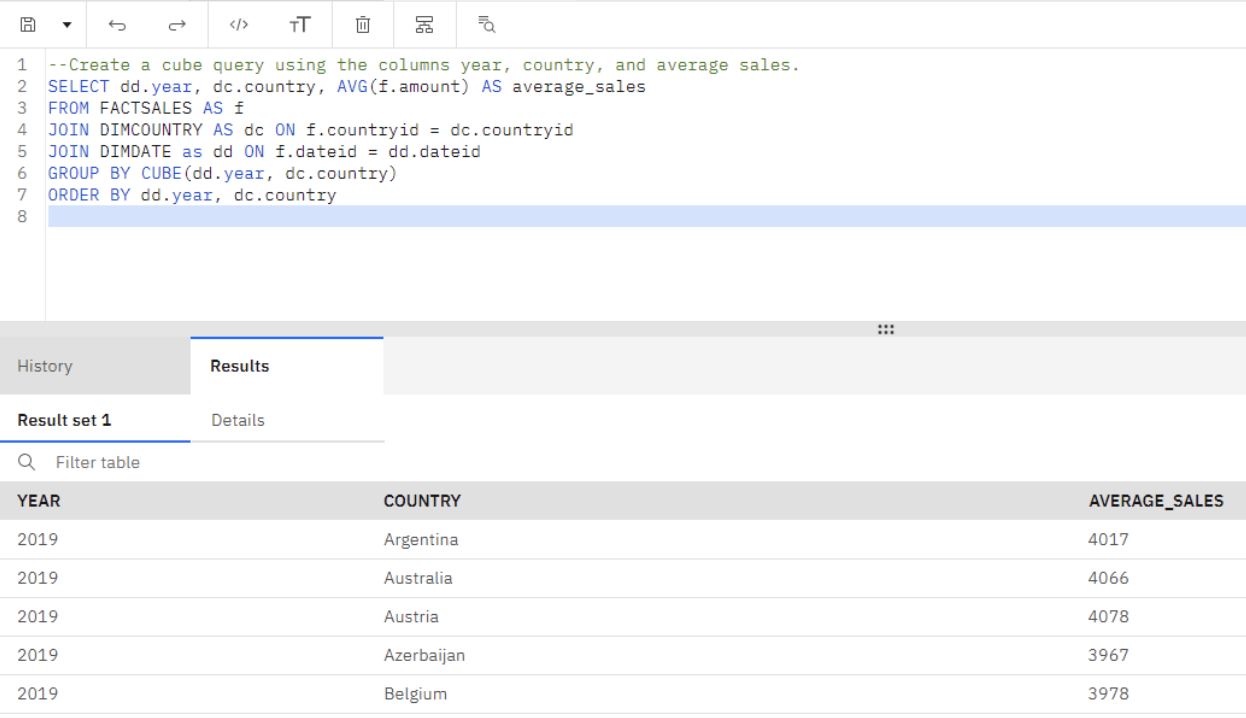 1 --Create a cube query using the columns year, country, and average sales.
2 SELECT dd.year, dc.country, AVG(f.amount) AS average_sales
3 FROM FACTSALES AS f
4 JOIN DIMCOUNTRY AS dc ON f.countryid = dc.countryid
5 JOIN DIMDATE as dd ON f.dateid = dd.dateid
6 GROUP BY CUBE(dd.year, dc.country)
7 ORDER BY dd.year, dc.country
8
History Results
Result set 1 Details
Filter table
YEAR COUNTRY AVERAGE_SALES
2019 Argentina 4017
2019 Australia 4066
2019 Austria 4078
2019 Azerbaijan 3967
2019 Belgium 3978